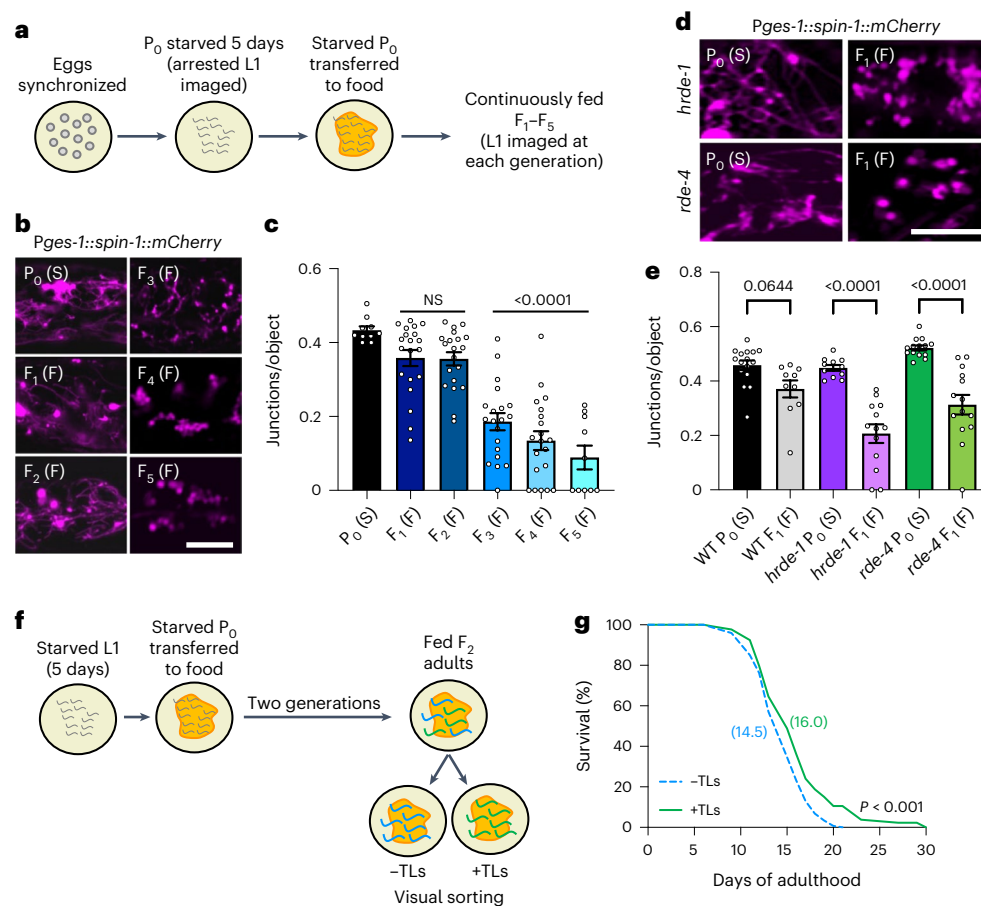 a
Eggs
synchronized
P0 starved 5 days
(arrested L1
imaged)
Starved P0
transferred
to food
Continuously fed
F1–F5
(L1 imaged at
each generation)
b
Pges-1::spin-1::mCherry
P0 (S)
F3 (F)
F1 (F)
F4 (F)
F2 (F)
F5 (F)
c
Junctions/object
0.6
0.4
0.2
0
NS
<0.0001
P0 (S)
F1 (F)
F2 (F)
F3 (F)
F4 (F)
F5 (F)
d
Pges-1::spin-1::mCherry
hrde-1
P0 (S)
F1 (F)
rde-4
P0 (S)
F1 (F)
e
Junctions/object
0.8
0.6
0.4
0.2
0
0.0644
<0.0001
<0.0001
WT P0 (S)
WT F1 (F)
hrde-1 P0 (S)
hrde-1 F1 (F)
rde-4 P0 (S)
rde-4 F1 (F)
f
Starved L1
(5 days)
Starved P0
transferred
to food
Two generations
Fed F2
adults
–TLs
+TLs
Visual sorting
g
Survival (%)
100
80
60
40
20
0
(14.5)
(16.0)
–TLs
+TLs
P < 0.001
0
5
10
15
20
25
30
Days of adulthood